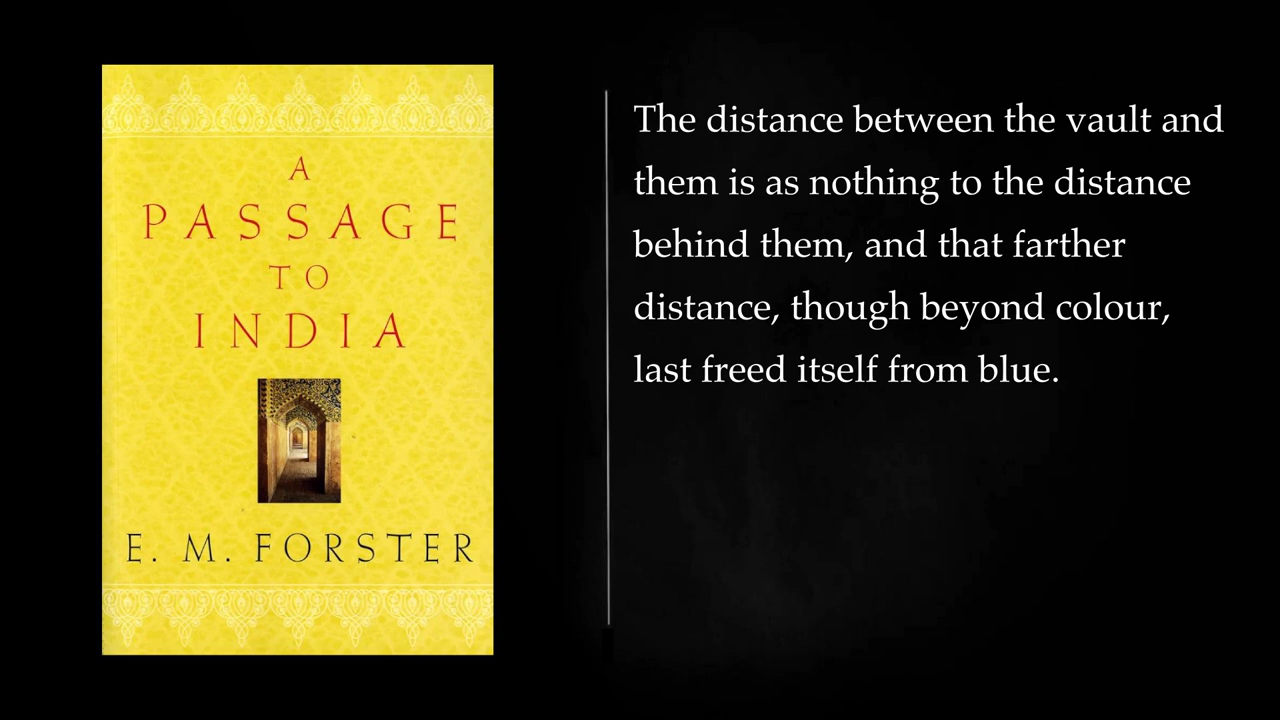 A
PASSAGE
TO
INDIA
E. M. FORSTER
The distance between the vault and
them is as nothing to the distance
behind them, and that farther
distance, though beyond colour,
last freed itself from blue.